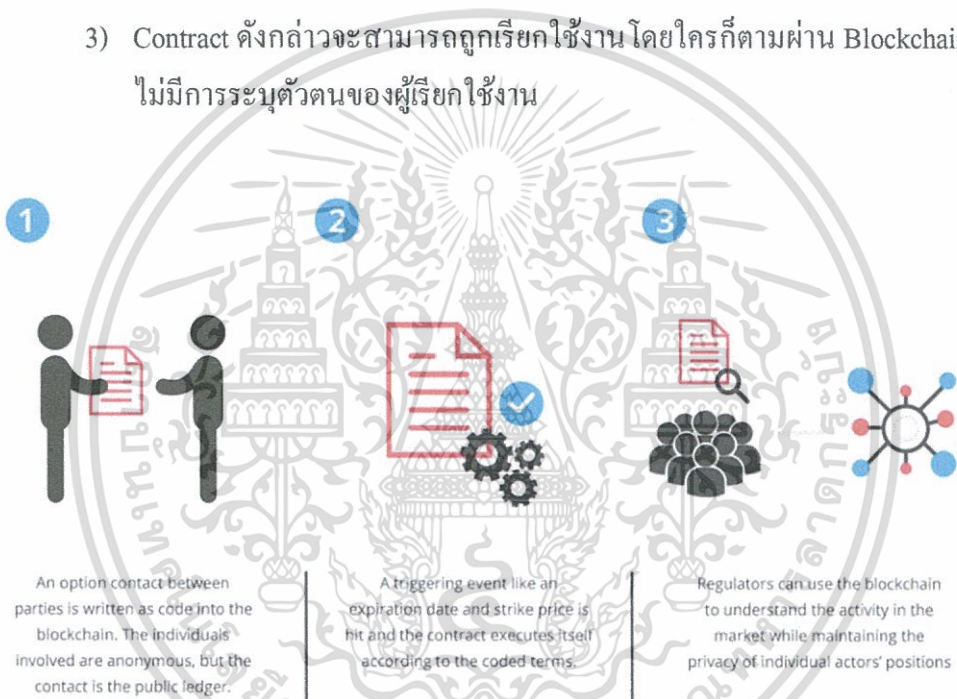 3) Contract ดังกล่าวจะสามารถถูกเรียกใช้งาน โดยใครก็ตามผ่าน Blockchai
ไม่มีการระบุตัวตนของผู้เรียกใช้งาน
1
2
3
An option contact between
parties is written as code into the
blockchain. The individuals
involved are anonymous, but the
contact is the public ledger.
A triggering event like an
expiration date and strike price is
hit and the contract executes itself
according to the coded terms.
Regulators can use the blockchain
to understand the activity in the
market while maintaining the
privacy of individual actors' positions